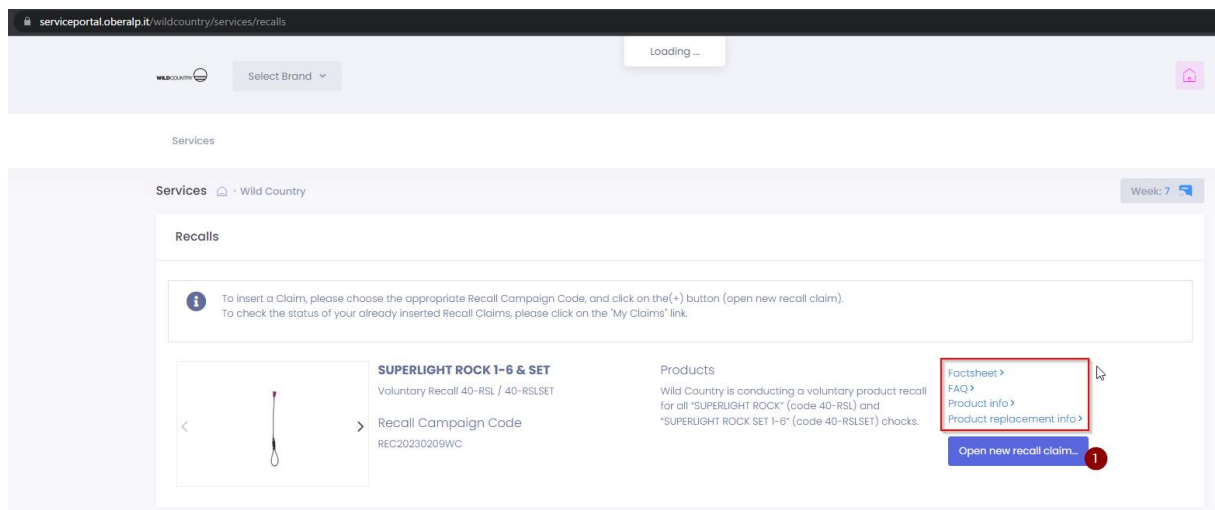 serviceportal.oberalp.it/wildcountry/services/recalls
Loading ...
WILDCOUNTRY
Select Brand
Services
Services - Wild Country
Week: 7
Recalls
To insert a Claim, please choose the appropriate Recall Campaign Code, and click on the(+) button (open new recall claim).
To check the status of your already inserted Recall Claims, please click on the "My Claims" link.
SUPERLIGHT ROCK 1-6 & SET
Voluntary Recall 40-RSL / 40-RSLSET
Recall Campaign Code
REC20230209WC
Products
Wild Country is conducting a voluntary product recall
for all "SUPERLIGHT ROCK" (code 40-RSL) and
"SUPERLIGHT ROCK SET 1-6" (code 40-RSLSET) chocks.
Factsheet >
FAQ >
Product info >
Product replacement info >
Open new recall claim...
1